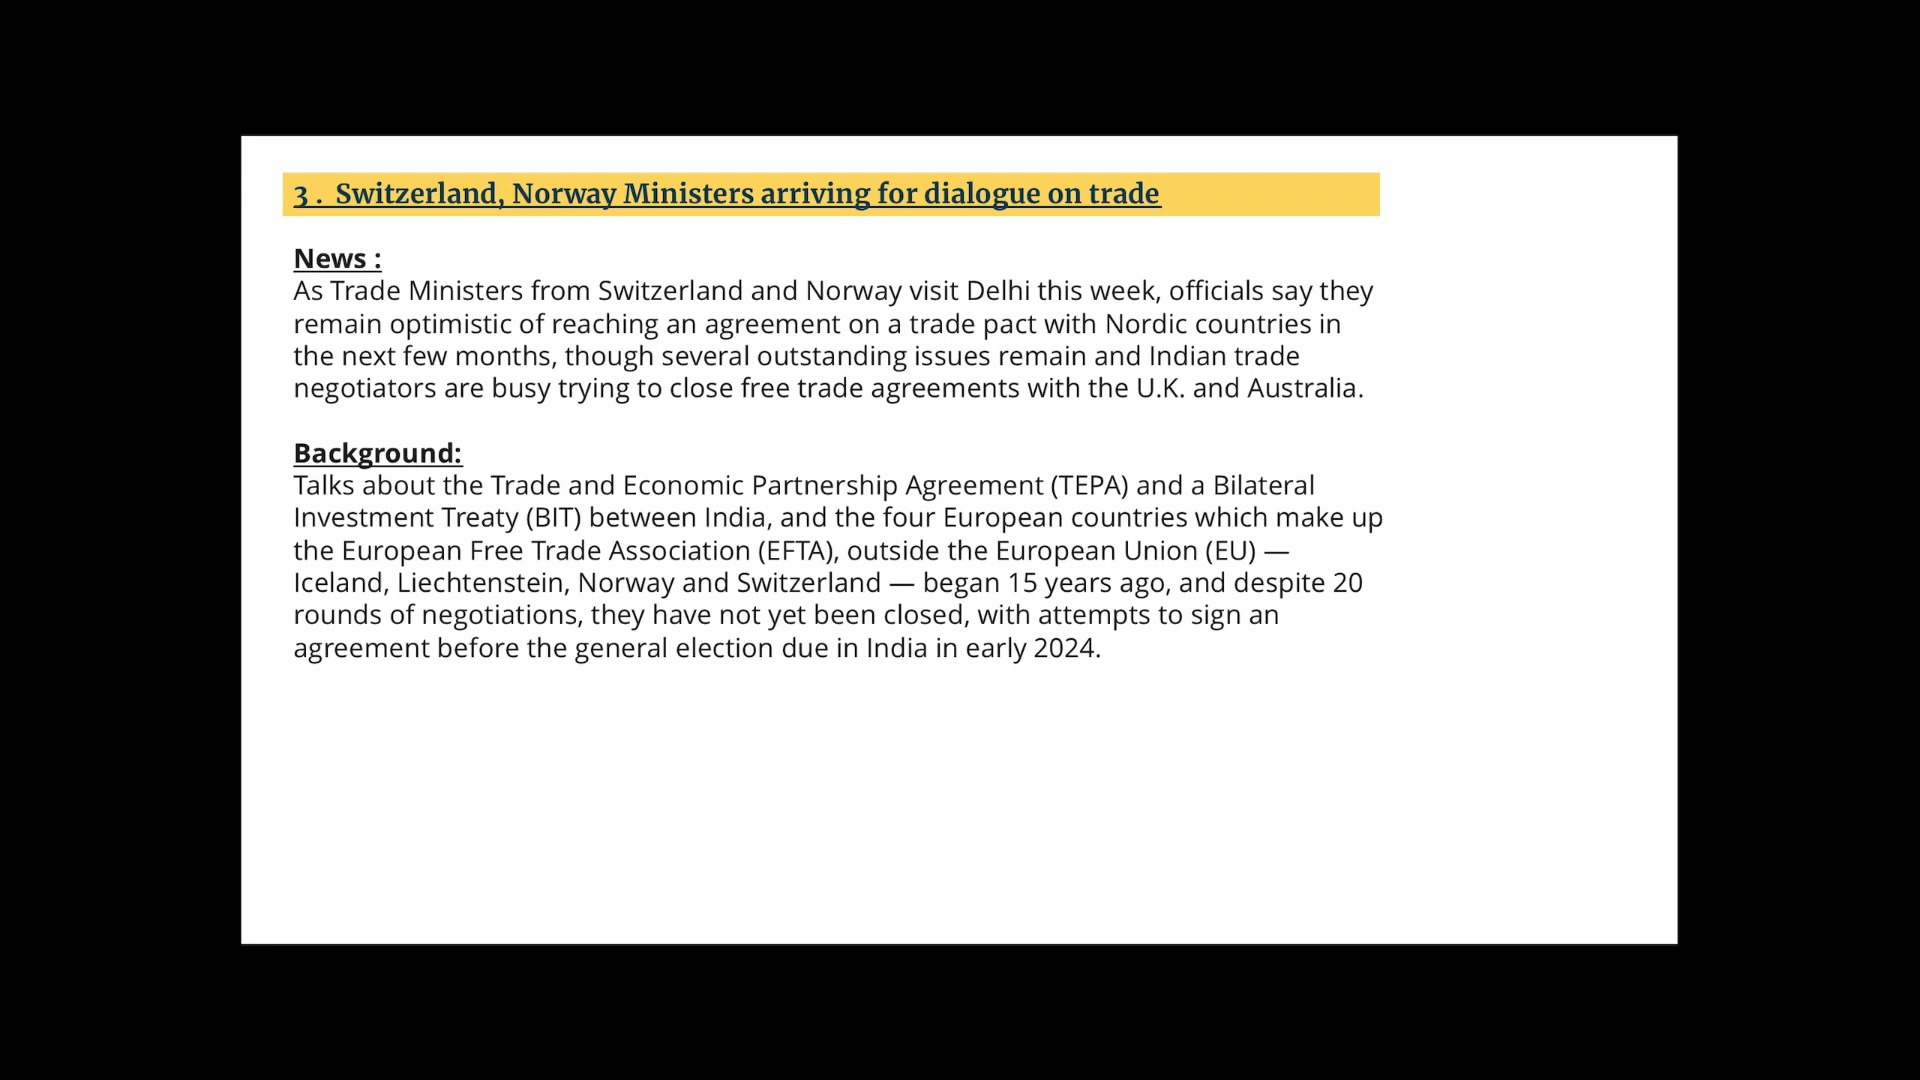 3 . Switzerland, Norway Ministers arriving for dialogue on trade
News :
As Trade Ministers from Switzerland and Norway visit Delhi this week, officials say they
remain optimistic of reaching an agreement on a trade pact with Nordic countries in
the next few months, though several outstanding issues remain and Indian trade
negotiators are busy trying to close free trade agreements with the U.K. and Australia.
Background:
Talks about the Trade and Economic Partnership Agreement (TEPA) and a Bilateral
Investment Treaty (BIT) between India, and the four European countries which make up
the European Free Trade Association (EFTA), outside the European Union (EU) —
Iceland, Liechtenstein, Norway and Switzerland — began 15 years ago, and despite 20
rounds of negotiations, they have not yet been closed, with attempts to sign an
agreement before the general election due in India in early 2024.